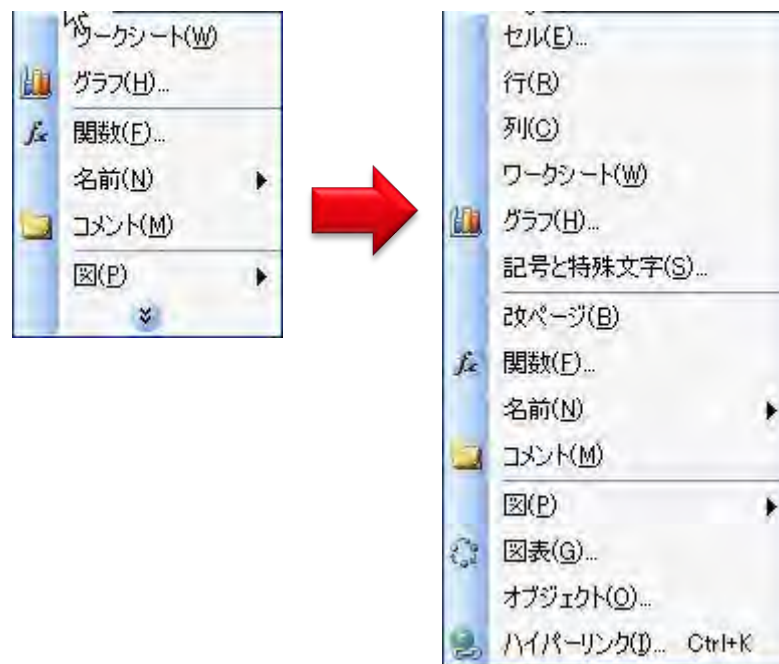 ワークシート(W)
グラフ(H)...
関数(F)...
名前(N)
コメント(M)
図(P)
セル(E)...
行(R)
列(C)
ワークシート(W)
グラフ(H)...
記号と特殊文字(S)...
改ページ(B)
fx 関数(F)...
名前(N)
コメント(M)
図(P)
図表(G)...
オブジェクト(O)...
ハイパーリンク(I)... Ctrl+K